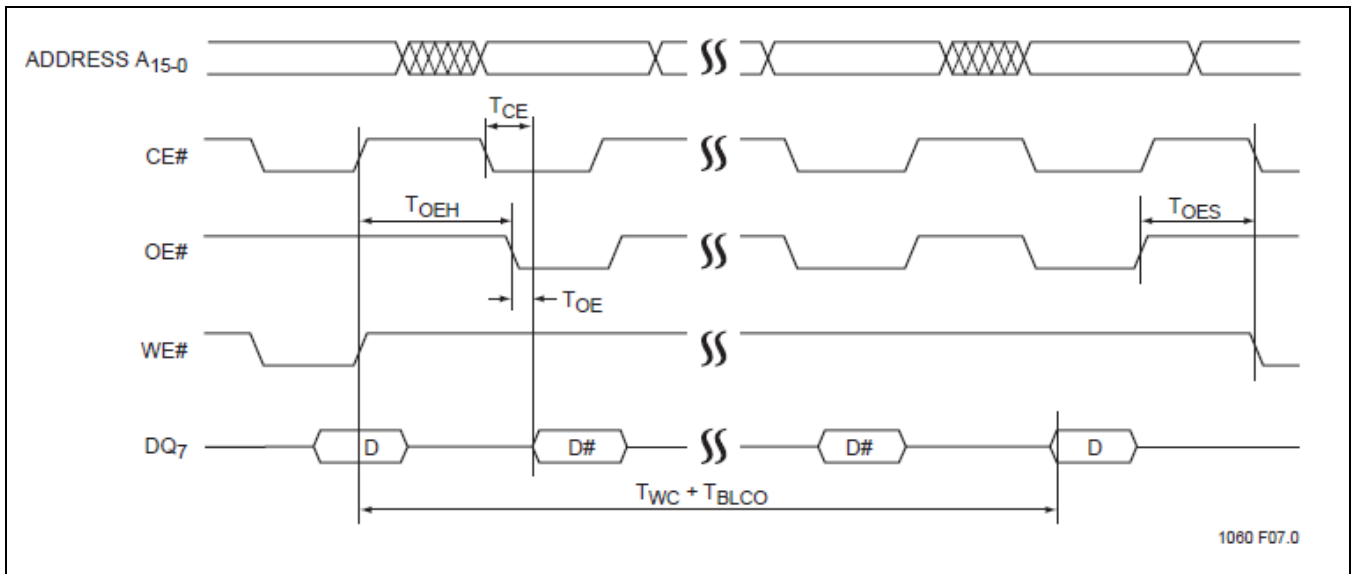 ADDRESS A15-0
TCE
CE#
TOEH
TOES
OE#
TOE
WE#
DQ7
D
D#
D#
D
TWC + TBLCO
1060 F07.0